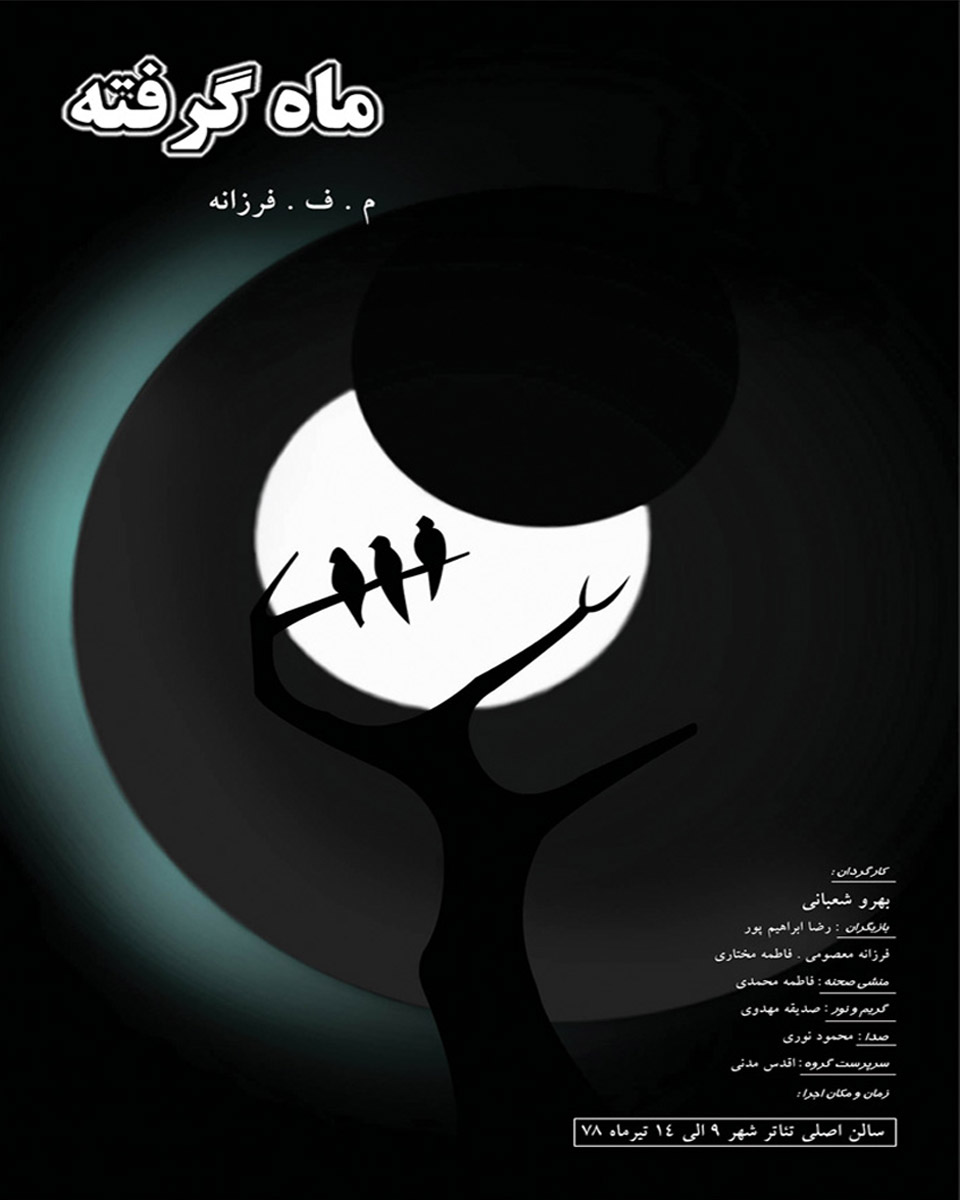 ماه گرفته
م . ف . فرزانه
کارگردان :
بهرو شعبانی
بازیگران : رضا ابراهیم پور
فرزانه معصومی . فاطمه مختاری
منشی صحنه : فاطمه محمدی
گریم و نور : صدیقه مهدوی
صدا : محمود نوری
سرپرست گروه : اقدس مدنی
زمان و مکان اجرا :
سالن اصلی تئاتر شهر ۹ الی ۱٤ تیرماه ۷۸